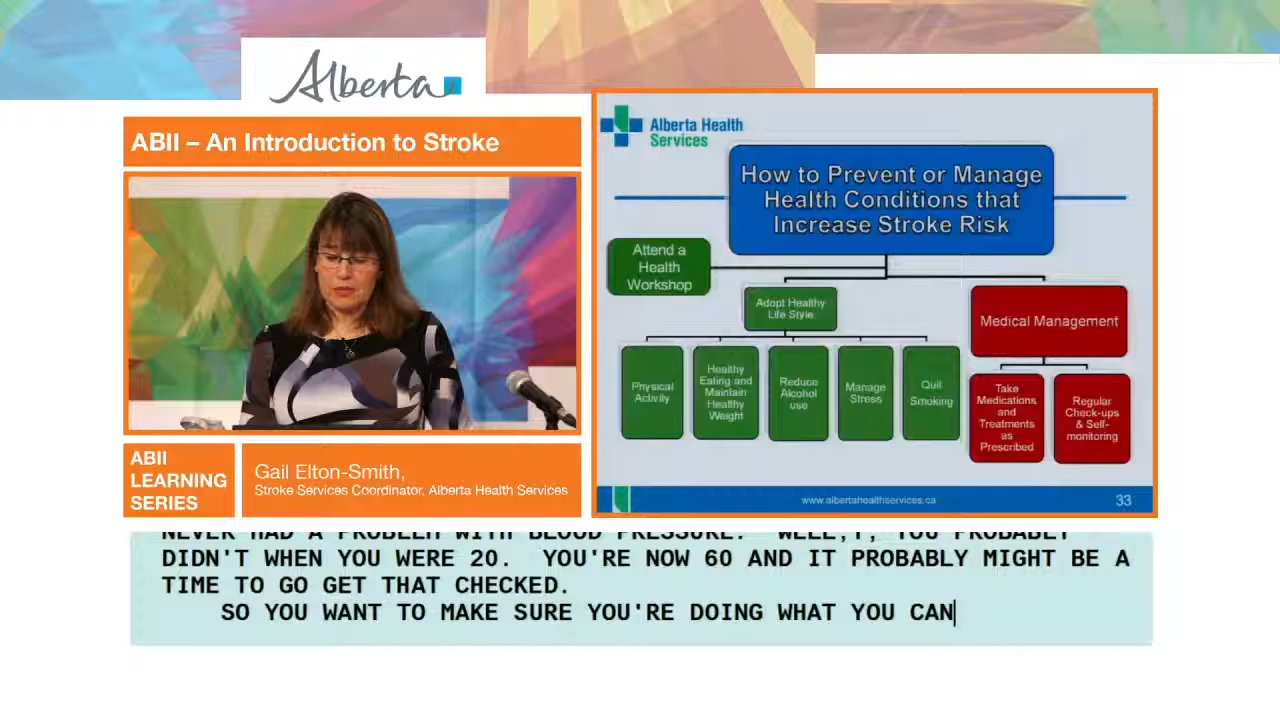 Alberta
ABII – An Introduction to Stroke
Alberta Health
Services
How to Prevent or Manage
Health Conditions that
Increase Stroke Risk
Attend a
Health
Workshop
Adopt Healthy
Life Style
Medical Management
Physical
Activity
Healthy
Eating and
Maintain
Healthy
Weight
Reduce
Alcohol
use
Manage
Stress
Quit
Smoking
Take
Medications
and
Treatments
as
Prescribed
Regular
Check-ups
& Self-
monitoring
www.albertahealthservices.ca
33
ABII
LEARNING
SERIES
Gail Elton-Smith,
Stroke Services Coordinator, Alberta Health Services
NEVER HAD A PROBLEM WITH BLOOD PRESSURE. WELL,I, YOU PROBABLY
DIDN'T WHEN YOU WERE 20. YOU'RE NOW 60 AND IT PROBABLY MIGHT BE A
TIME TO GO GET THAT CHECKED.
SO YOU WANT TO MAKE SURE YOU'RE DOING WHAT YOU CAN